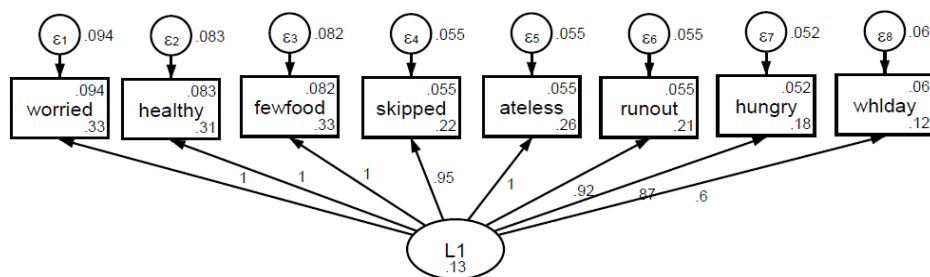 ε1 .094 ε2 .083 ε3 .082 ε4 .055 ε5 .055 ε6 .055 ε7 .052 ε8 .06
.094 .083 .082 .055 .055 .055 .052 .06
worried healthy fewfood skipped ateless runout hungry whlday
.33 .31 .33 .22 .26 .21 .18 .12
1 1 1 .95 1 .92 .87 .6
L1
.13